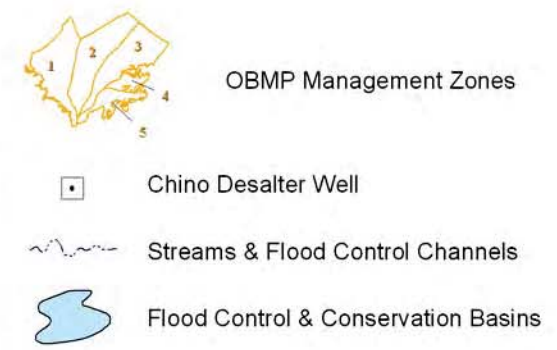 1 2 3
4
5
OBMP Management Zones
Chino Desalter Well
Streams & Flood Control Channels
Flood Control & Conservation Basins